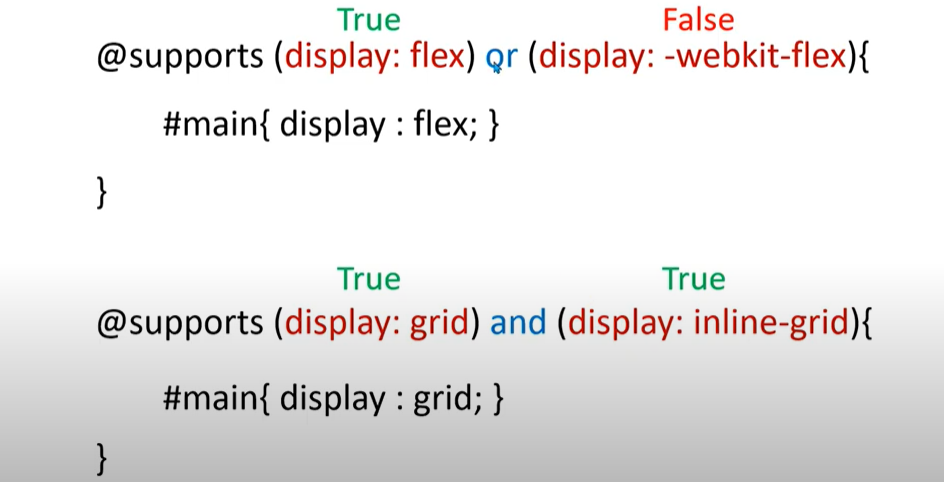 True False
@supports (display: flex) or (display: -webkit-flex){
#main{ display : flex; }
}
True True
@supports (display: grid) and (display: inline-grid){
#main{ display : grid; }
}